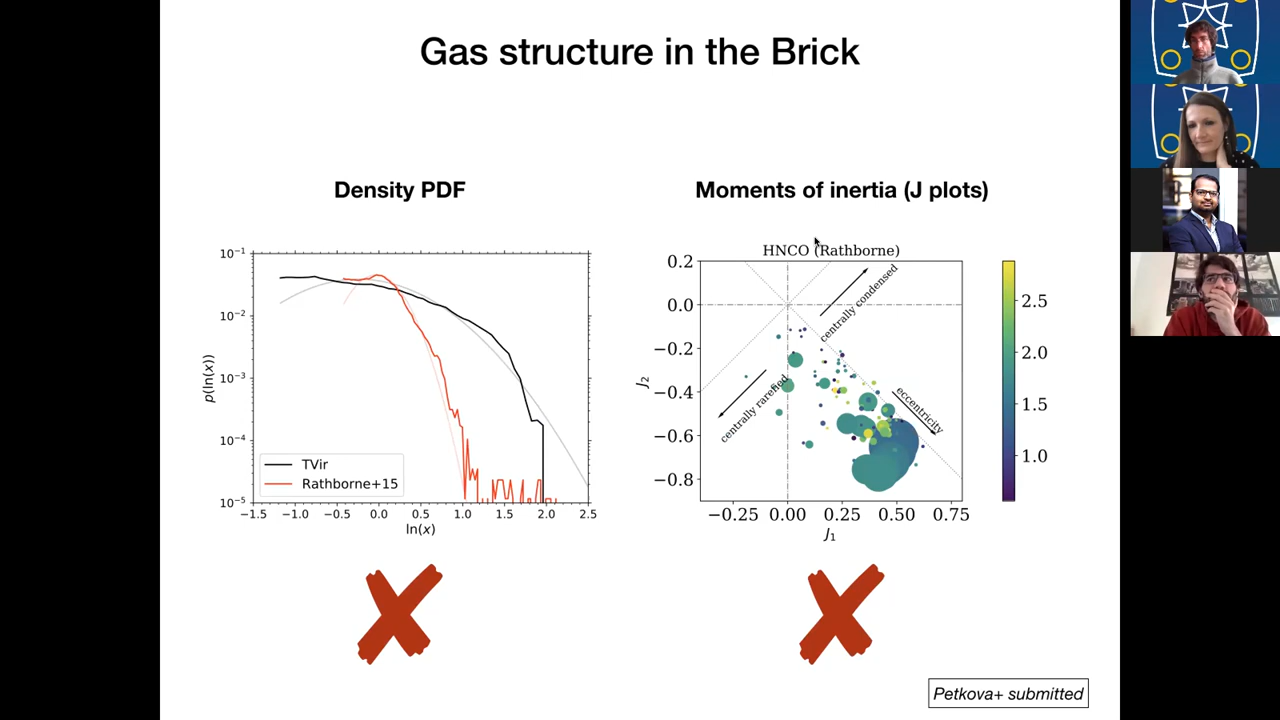 Gas structure in the Brick
Density PDF
Moments of inertia (J plots)
10⁻¹
10⁻²
10⁻³
10⁻⁴
10⁻⁵
p(ln(x))
TVir
Rathborne+15
−1.5 −1.0 −0.5 0.0 0.5 1.0 1.5 2.0 2.5
ln(x)
HNCO (Rathborne)
0.2
0.0
−0.2
−0.4
−0.6
−0.8
J₂
centrally condensed
centrally rarefied
eccentricity
−0.25 0.00 0.25 0.50 0.75
J₁
2.5
2.0
1.5
1.0
Petkova+ submitted